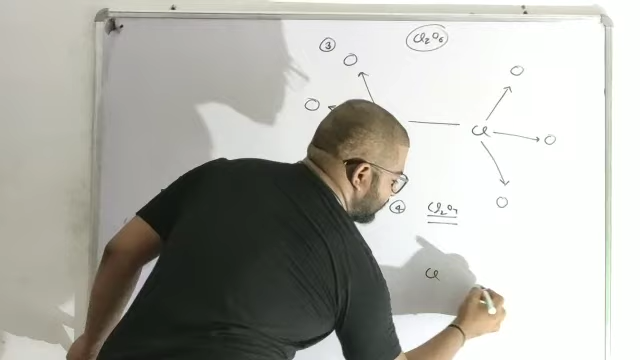 ③ Cl₂O₆
O O
O Cl O
O
④ Cl₂O₇
Cl